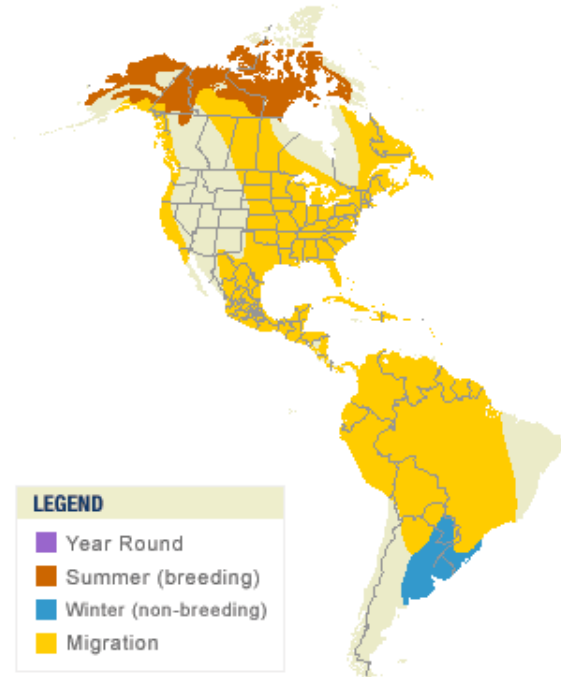 LEGEND
Year Round
Summer (breeding)
Winter (non-breeding)
Migration